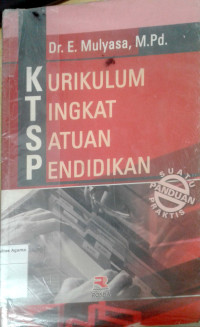 Dr. E. Mulyasa, M.Pd.
KURIKULUM
TINGKAT
SATUAN
PENDIDIKAN
SUATU
PANDUAN
PRAKTIS